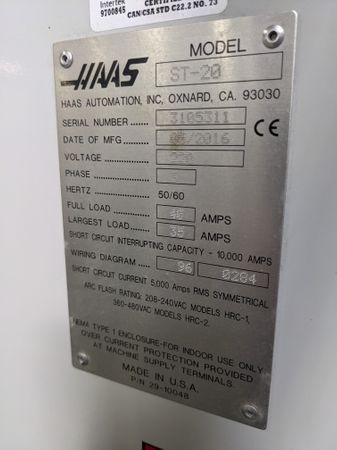 Intertek
9700845
CERTIFIE
CAN/CSA STD C22.2 NO. 73
MODEL
HAAS
ST-20
HAAS AUTOMATION, INC, OXNARD, CA. 93030
SERIAL NUMBER ...... 3105311
DATE OF MFG ...... /2016
CE
VOLTAGE ...... 220
PHASE ......
HERTZ ...... 50/60
FULL LOAD ...... 40 AMPS
LARGEST LOAD ...... 35 AMPS
SHORT CIRCUIT INTERRUPTING CAPACITY - 10,000 AMPS
WIRING DIAGRAM ...... 96 0284
SHORT CIRCUIT CURRENT 5,000 AMPS RMS SYMMETRICAL
ARC FLASH RATING: 208-240VAC MODELS HRC-1,
360-480VAC MODELS HRC-2.
NEMA TYPE 1 ENCLOSURE-FOR INDOOR USE ONLY
OVER CURRENT PROTECTION PROVIDED
AT MACHINE SUPPLY TERMINALS.
MADE IN U.S.A.
P/N 29-10048